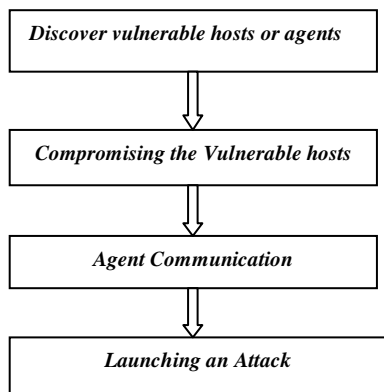 Discover vulnerable hosts or agents
Compromising the Vulnerable hosts
Agent Communication
Launching an Attack